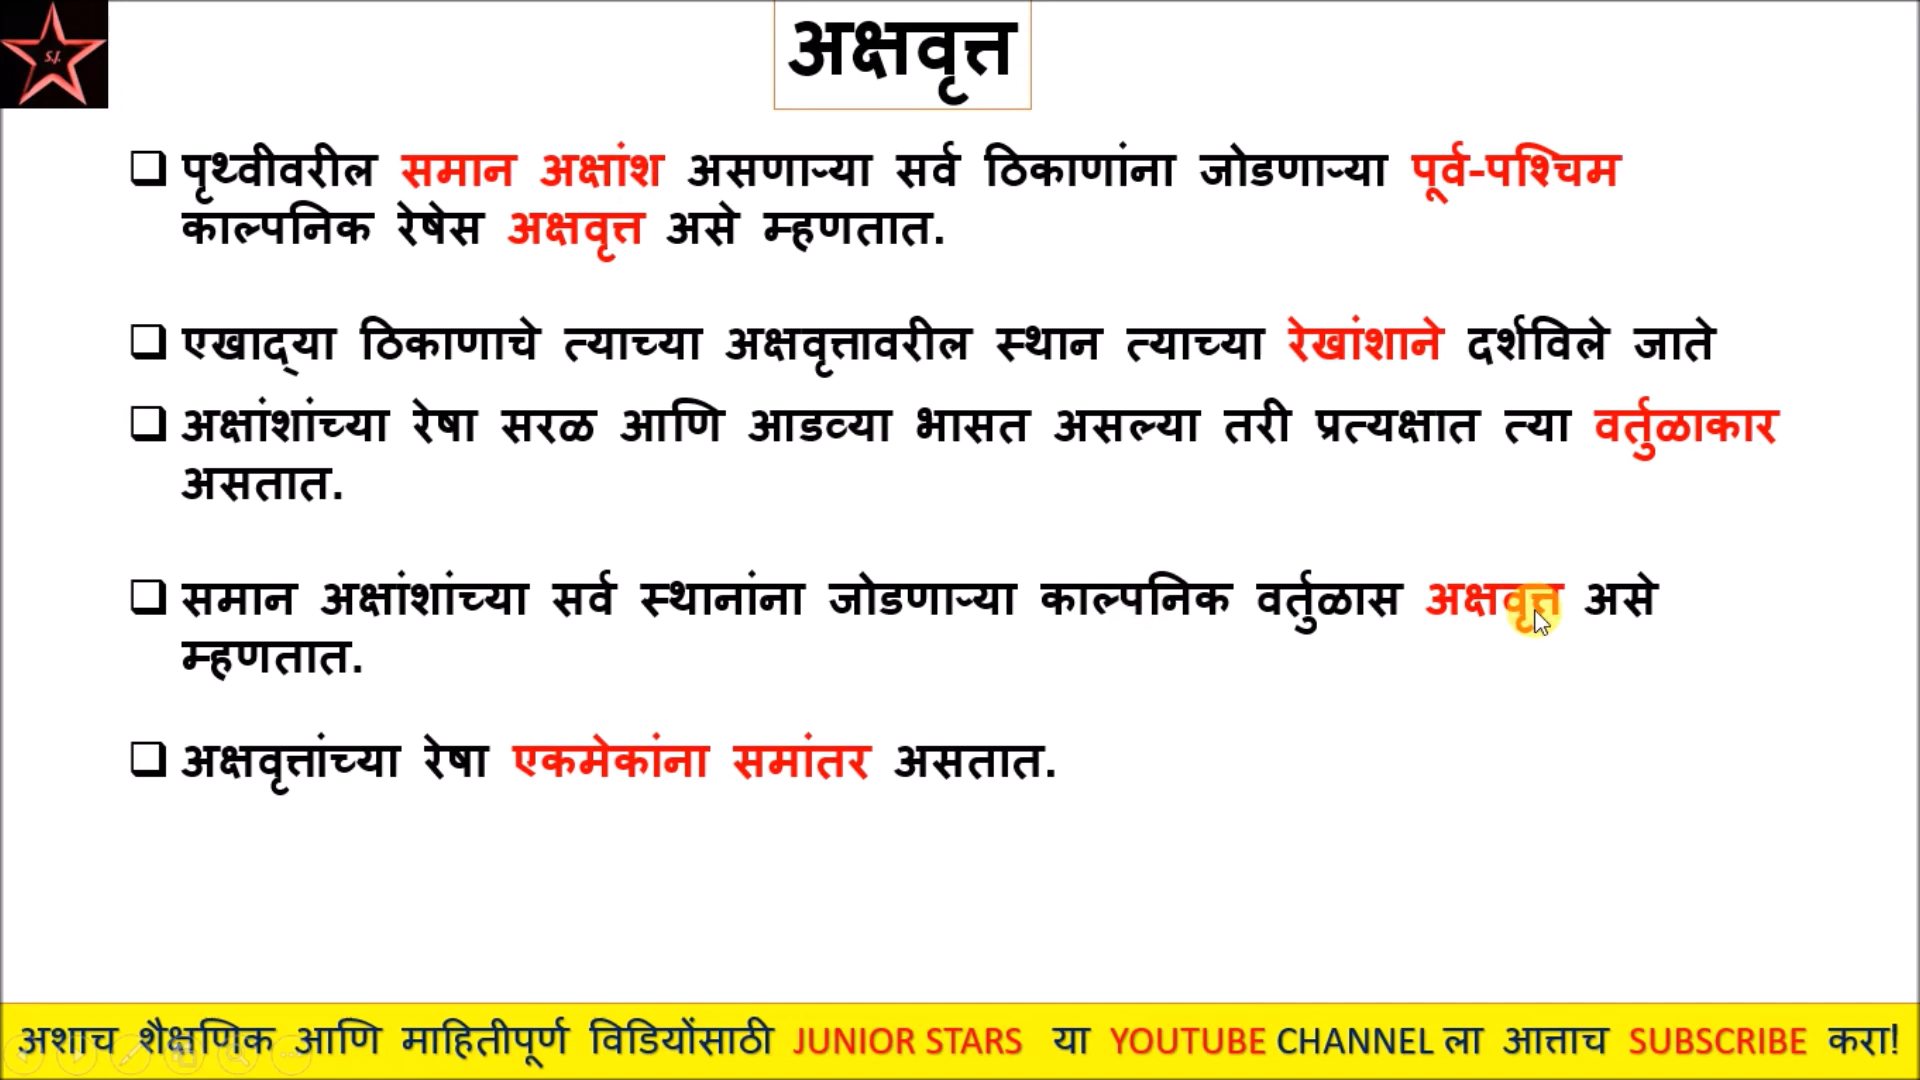 S.J.
अक्षवृत्त
पृथ्वीवरील समान अक्षांश असणाऱ्या सर्व ठिकाणांना जोडणाऱ्या पूर्व-पश्चिम
काल्पनिक रेषेस अक्षवृत्त असे म्हणतात.
एखाद्‌या ठिकाणाचे त्याच्या अक्षवृत्तावरील स्थान त्याच्या रेखांशाने दर्शविले जाते
अक्षांशांच्या रेषा सरळ आणि आडव्या भासत असल्या तरी प्रत्यक्षात त्या वर्तुळाकार
असतात.
समान अक्षांशांच्या सर्व स्थानांना जोडणाऱ्या काल्पनिक वर्तुळास अक्षवृत्त असे
म्हणतात.
अक्षवृत्तांच्या रेषा एकमेकांना समांतर असतात.
अशाच शैक्षणिक आणि माहितीपूर्ण विडियोंसाठी JUNIOR STARS या YOUTUBE CHANNEL ला आत्ताच SUBSCRIBE करा!